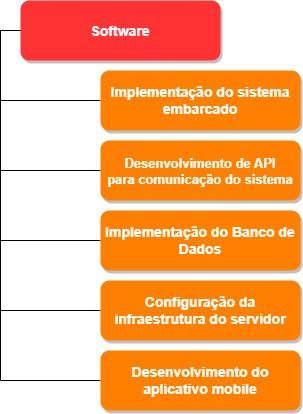 Software
Implementação do sistema
embarcado
Desenvolvimento de API
para comunicação do sistema
Implementação do Banco de
Dados
Configuração da
infraestrutura do servidor
Desenvolvimento do
aplicativo mobile